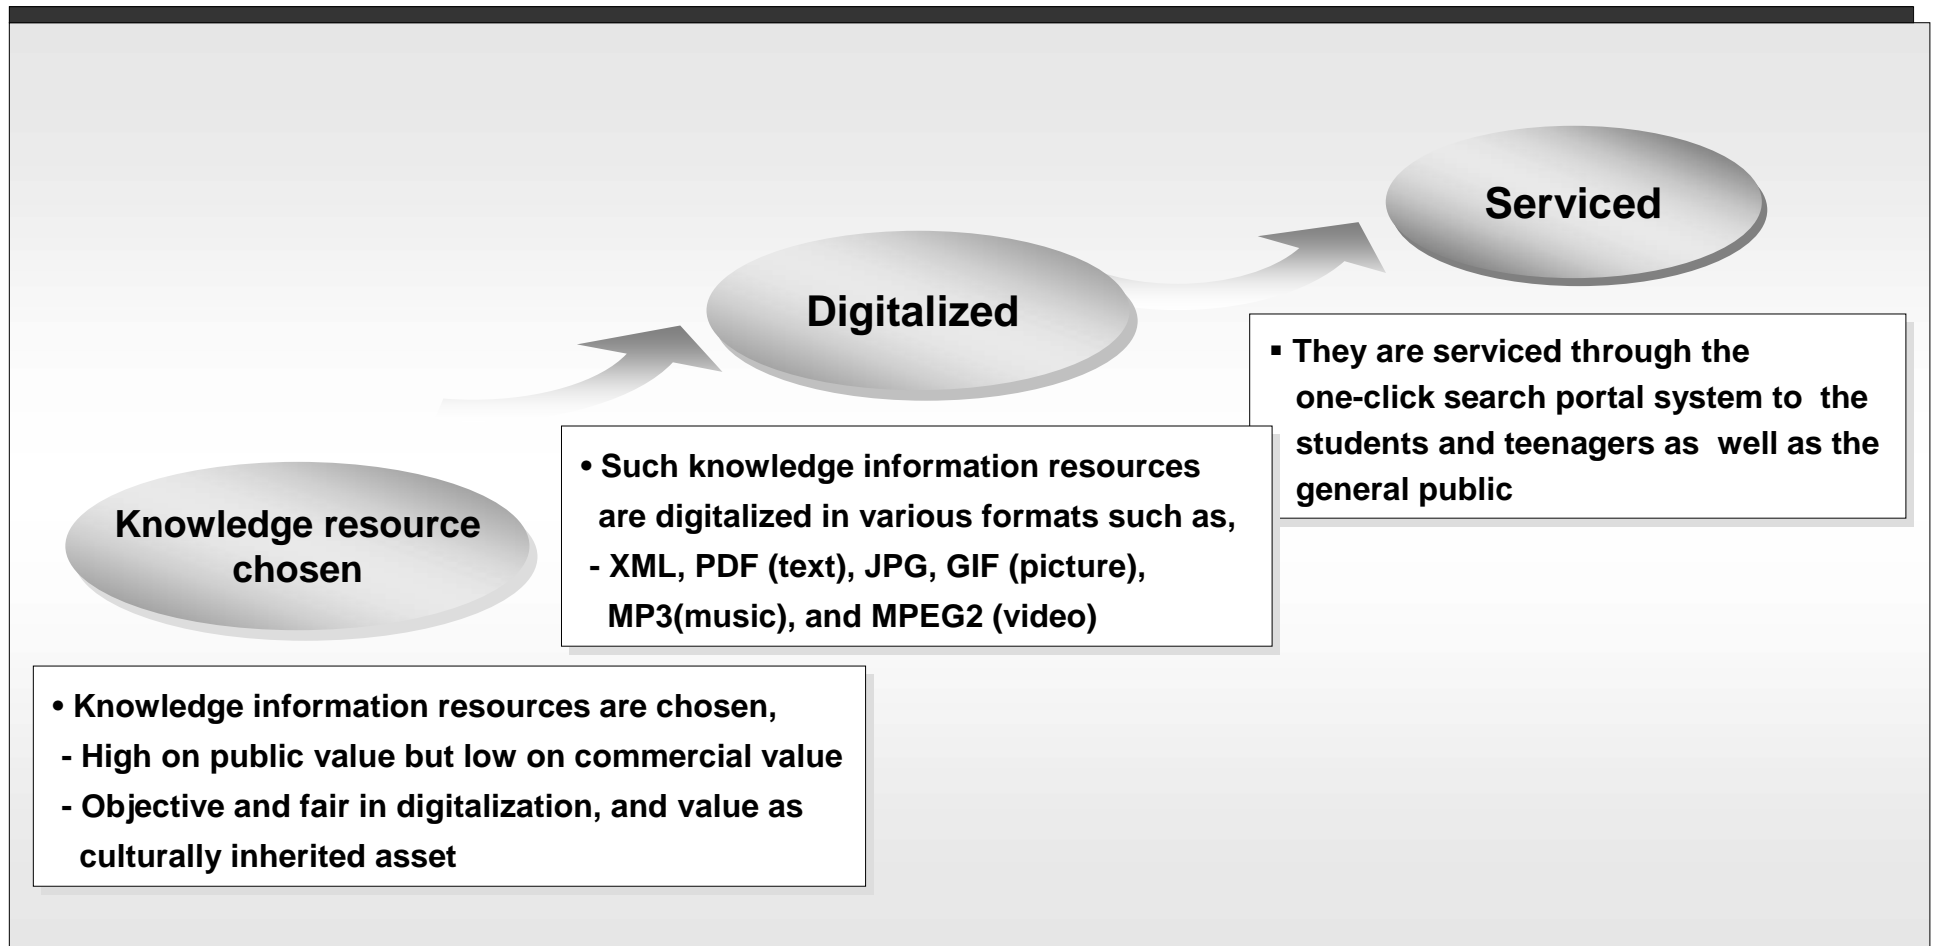 Knowledge resource
chosen
• Knowledge information resources are chosen,
- High on public value but low on commercial value
- Objective and fair in digitalization, and value as
culturally inherited asset
Digitalized
• Such knowledge information resources
are digitalized in various formats such as,
- XML, PDF (text), JPG, GIF (picture),
MP3(music), and MPEG2 (video)
Serviced
▪ They are serviced through the
one-click search portal system to  the
students and teenagers as  well as the
general public